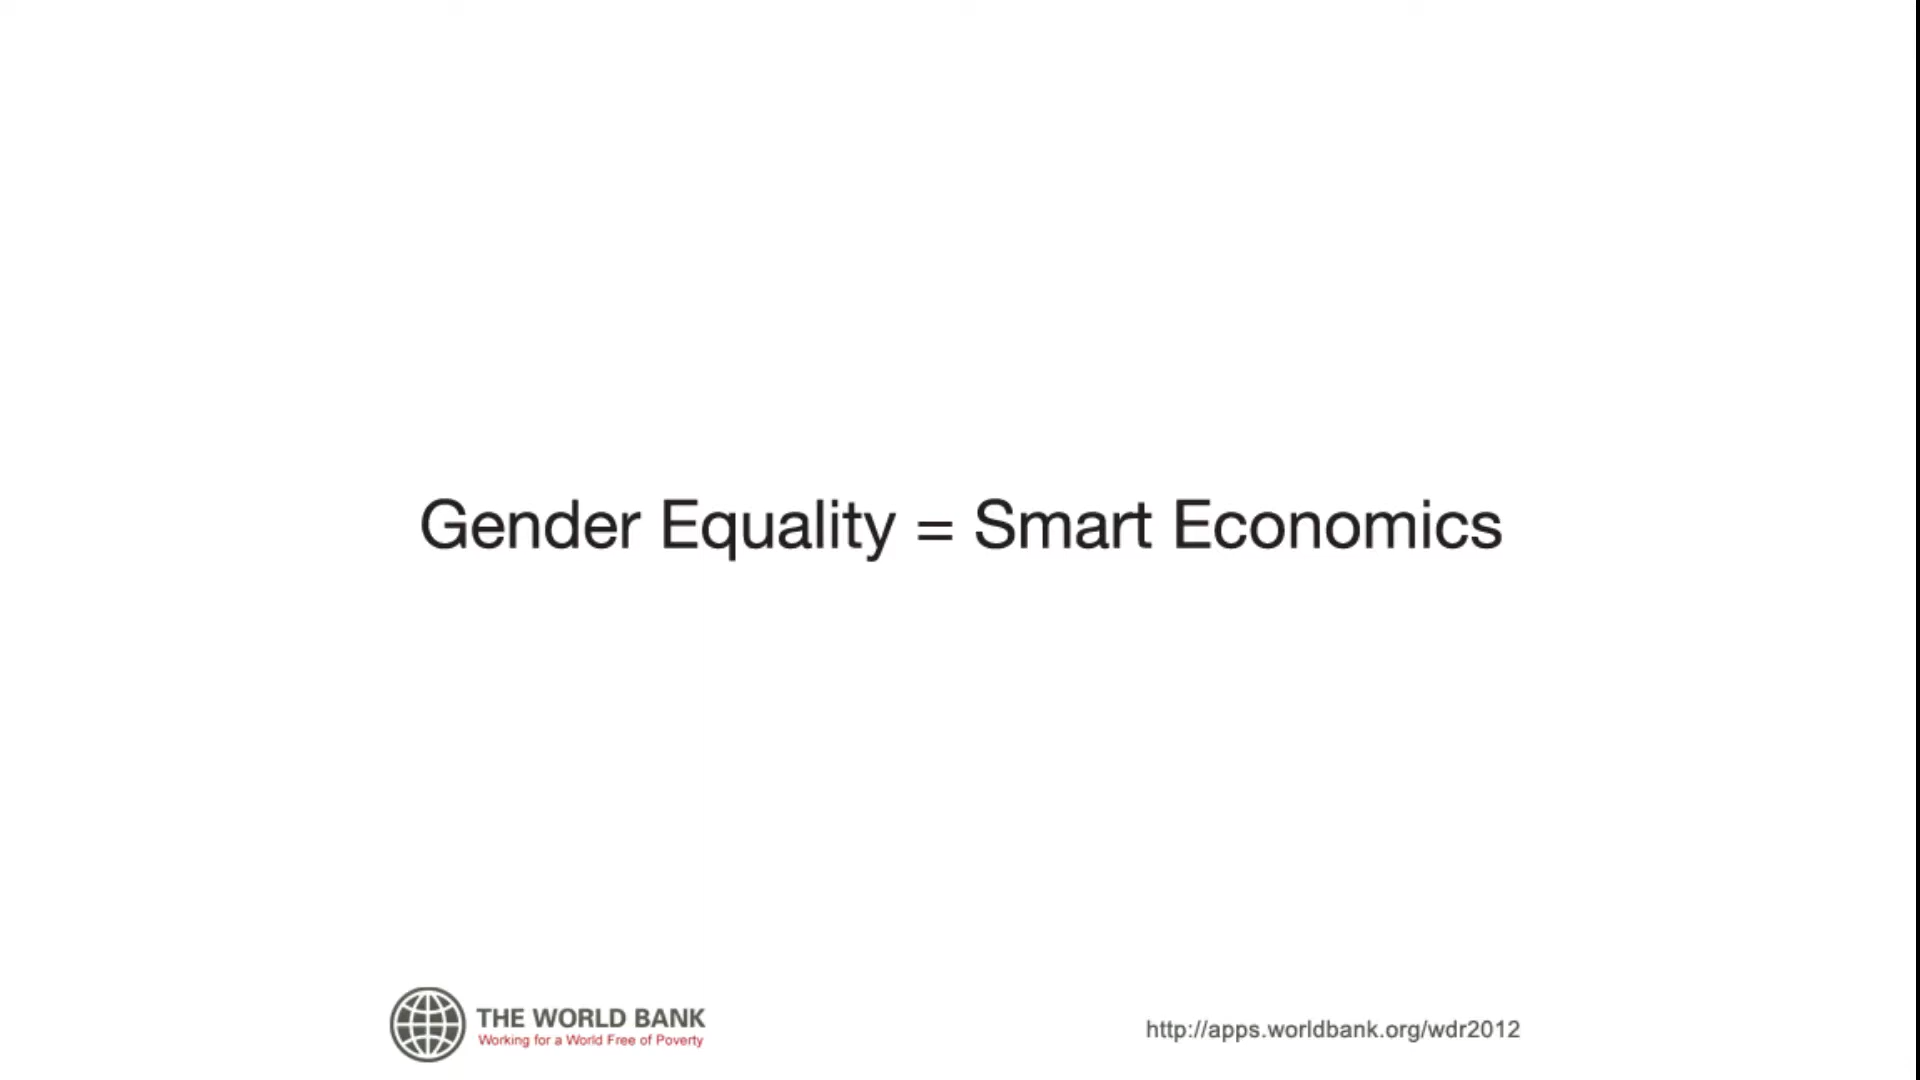 Gender Equality = Smart Economics
THE WORLD BANK
Working for a World Free of Poverty
http://apps.worldbank.org/wdr2012